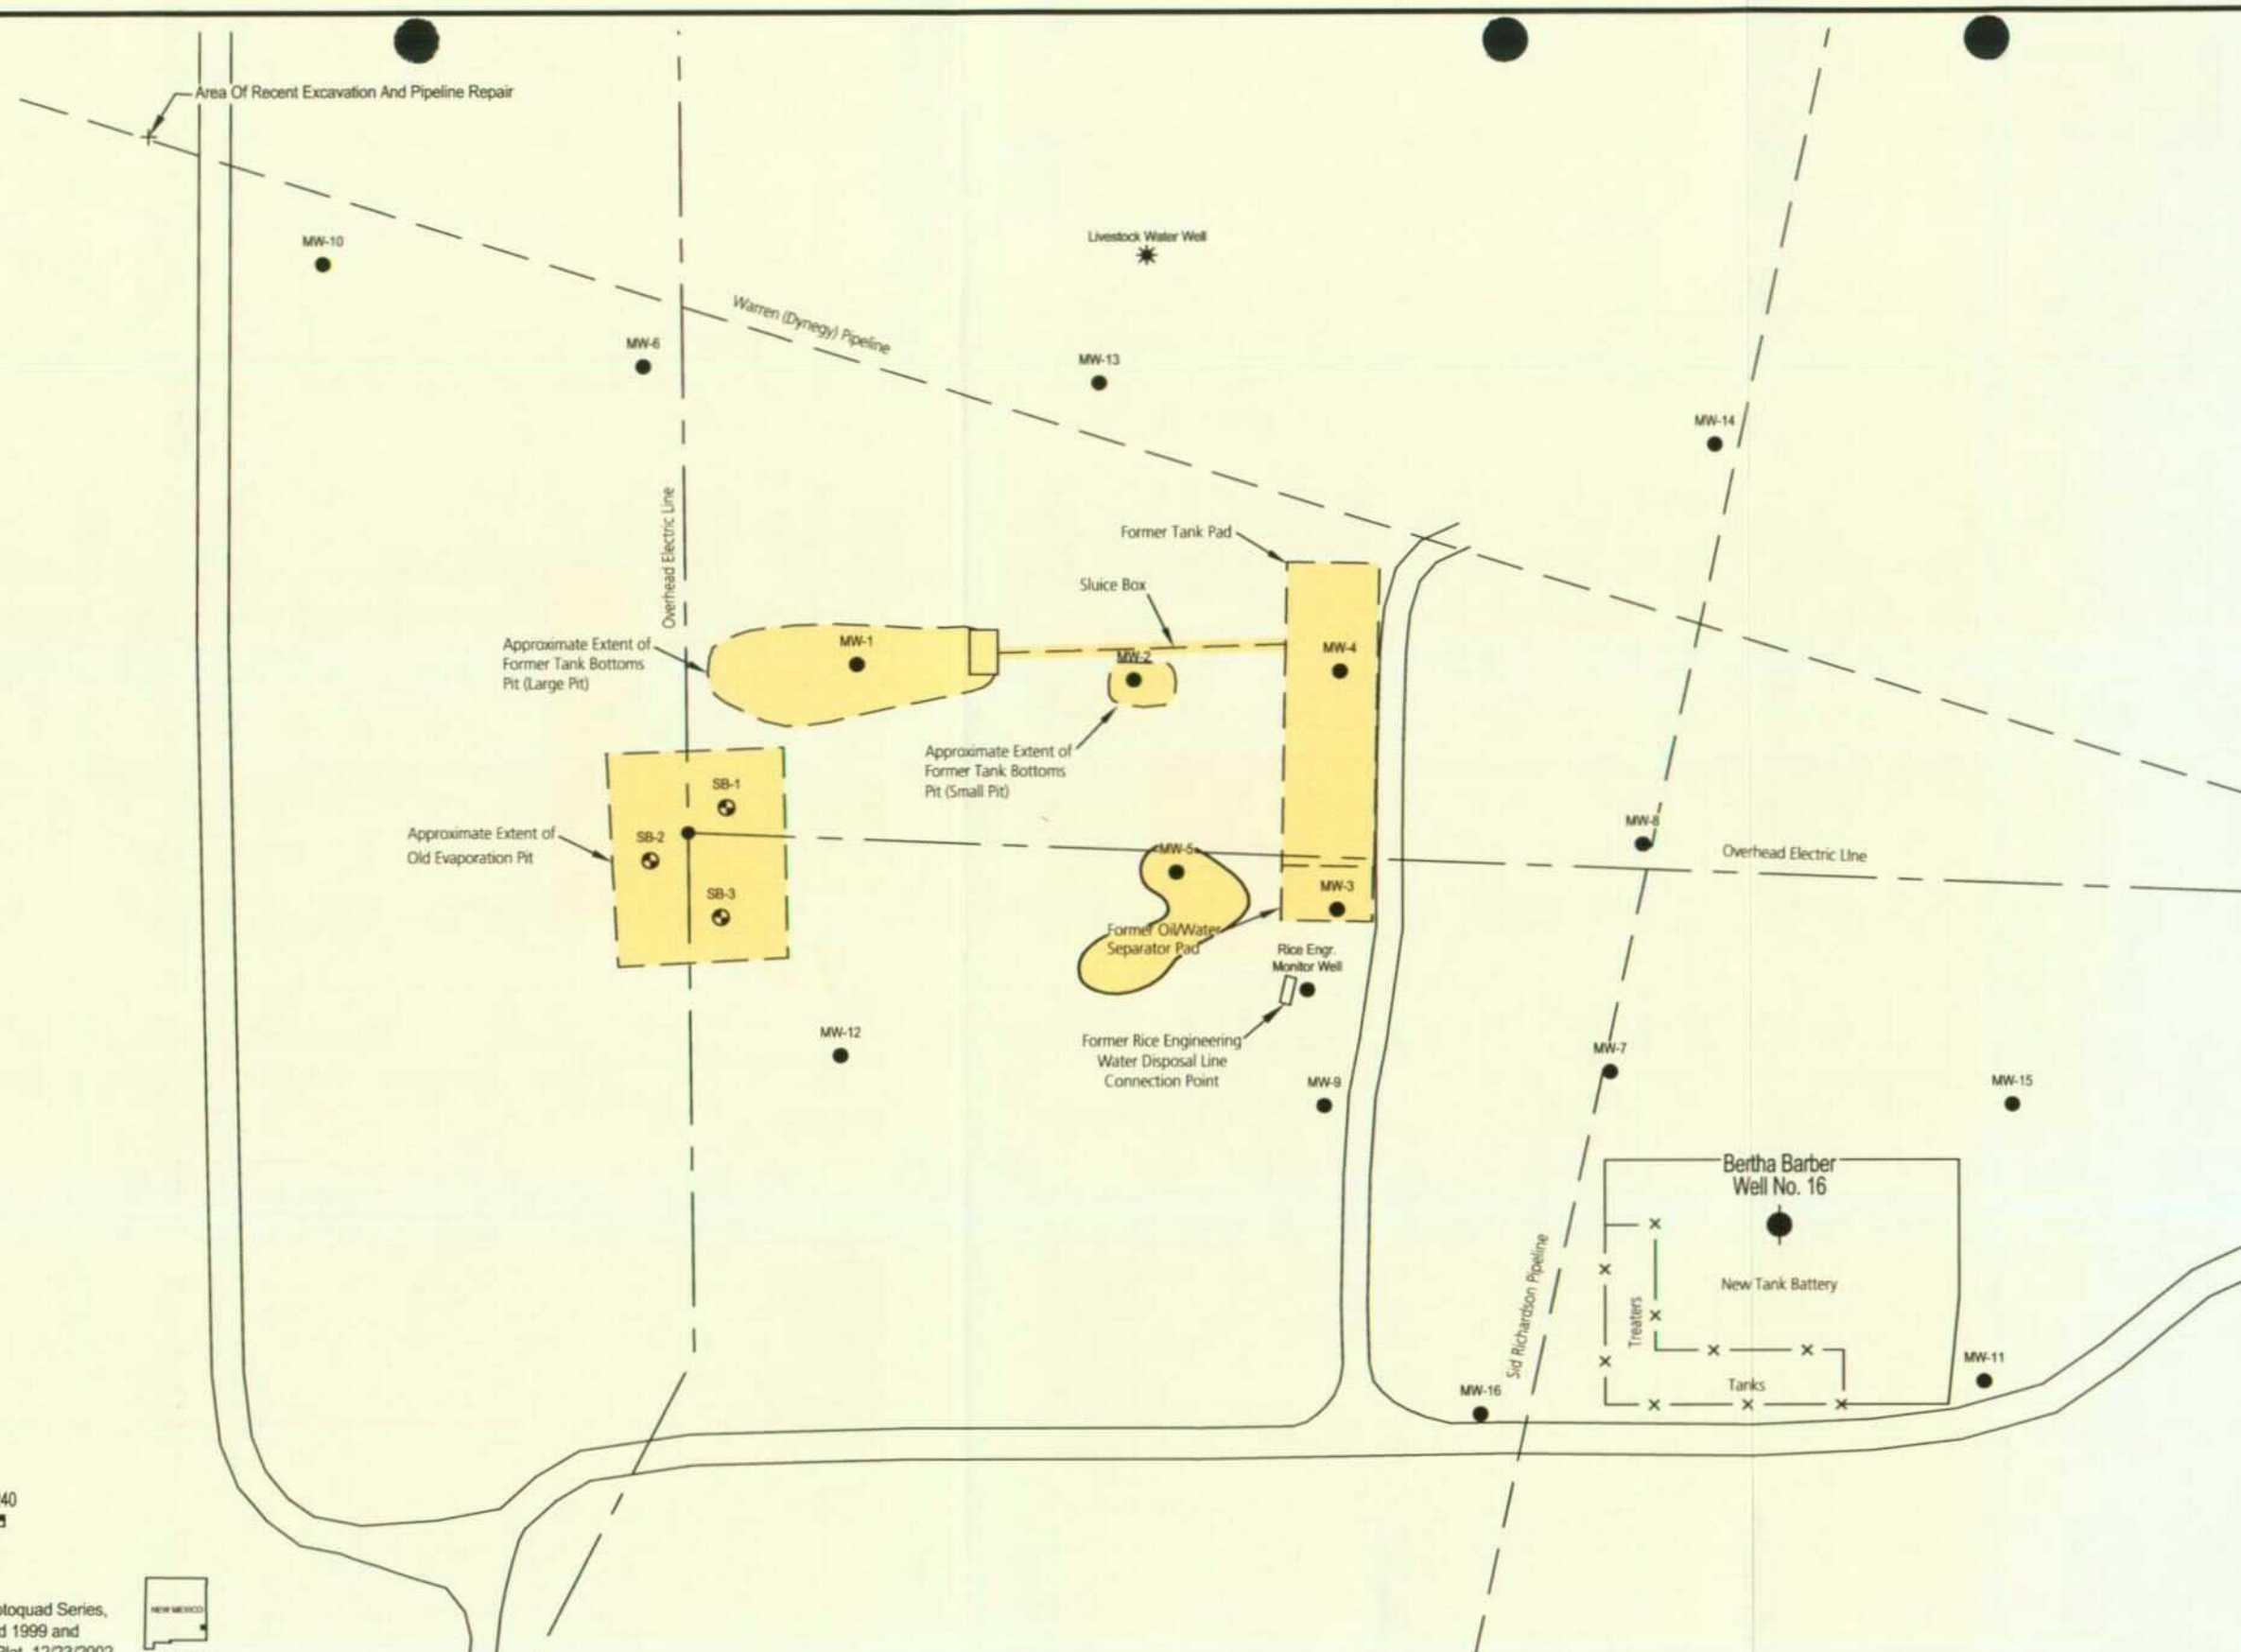 Area Of Recent Excavation And Pipeline Repair
MW-10
Livestock Water Well
Warren (Dynegy) Pipeline
MW-6
MW-13
MW-14
Overhead Electric Line
Former Tank Pad
Sluice Box
Approximate Extent of
Former Tank Bottoms
Pit (Large Pit)
MW-1
MW-2
MW-4
Approximate Extent of
Former Tank Bottoms
Pit (Small Pit)
SB-1
SB-2
SB-3
Approximate Extent of
Old Evaporation Pit
MW-8
Overhead Electric Line
MW-5
MW-3
Former Oil/Water
Separator Pad
Rice Engr.
Monitor Well
MW-12
Former Rice Engineering
Water Disposal Line
Connection Point
MW-9
MW-7
MW-15
Bertha Barber
Well No. 16
New Tank Battery
Treaters
Tanks
Sid Richardson Pipeline
MW-16
MW-11
40
NEW MEXICO
Series,
1999 and
12/23/2002